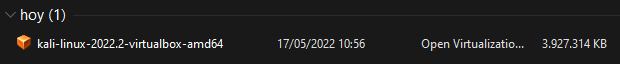 hoy (1)
kali-linux-2022.2-virtualbox-amd64 17/05/2022 10:56 Open Virtualizatio... 3.927.314 KB